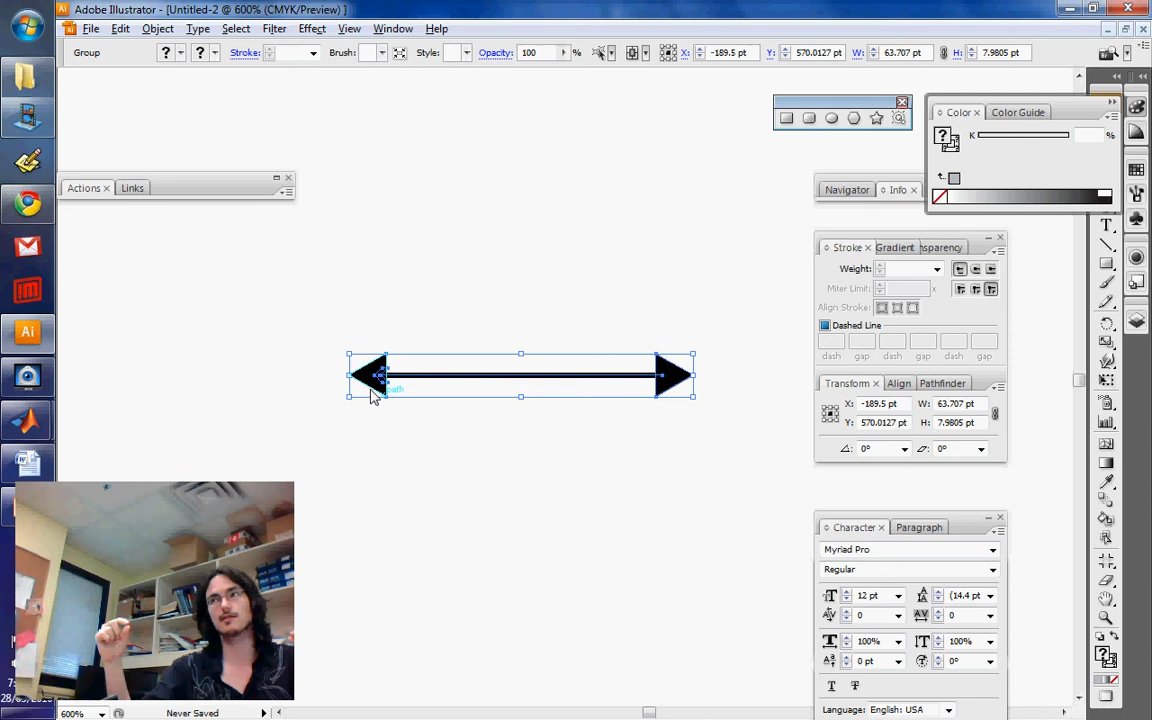 Adobe Illustrator - [Untitled-2 @ 600% (CMYK/Preview) ]
File Edit Object Type Select Filter Effect View Window Help
Group ? ? Stroke: Brush: Style: Opacity: 100 % X: -189.5 pt Y: 570.0127 pt W: 63.707 pt H: 7.9805 pt
Color × Color Guide
? K %
Actions × Links
Navigator Info ×
Stroke × Gradient nsparency
Weight:
Miter Limit: x
Align Stroke:
Dashed Line
dash gap dash gap dash gap
Transform × Align Pathfinder
X: -189.5 pt W: 63.707 pt
Y: 570.0127 pt H: 7.9805 pt
0° 0°
path
Character × Paragraph
Myriad Pro
Regular
12 pt (14.4 pt
0 0
100% 100%
0 pt 0°
Language: English: USA
600% Never Saved